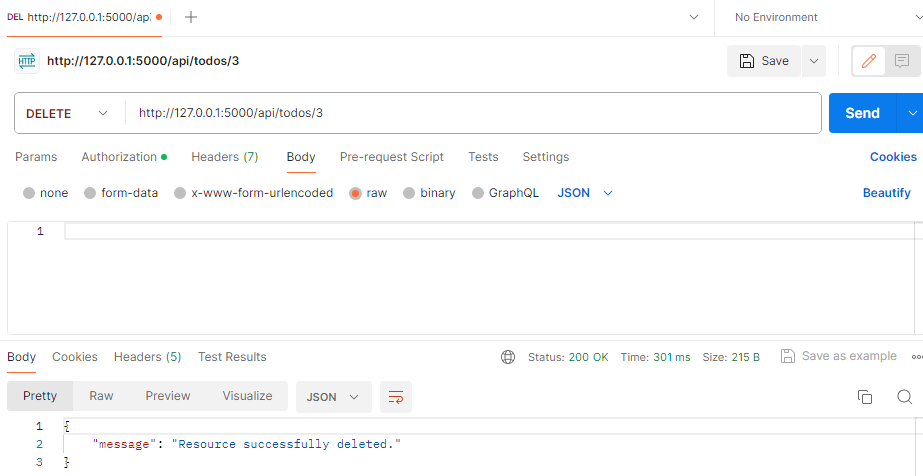 DEL http://127.0.0.1:5000/api
No Environment
HTTP http://127.0.0.1:5000/api/todos/3
Save
DELETE http://127.0.0.1:5000/api/todos/3
Send
Params Authorization Headers (7) Body Pre-request Script Tests Settings Cookies
none form-data x-www-form-urlencoded raw binary GraphQL JSON Beautify
1
Body Cookies Headers (5) Test Results Status: 200 OK Time: 301 ms Size: 215 B Save as example
Pretty Raw Preview Visualize JSON
1 {
2 "message": "Resource successfully deleted."
3 }